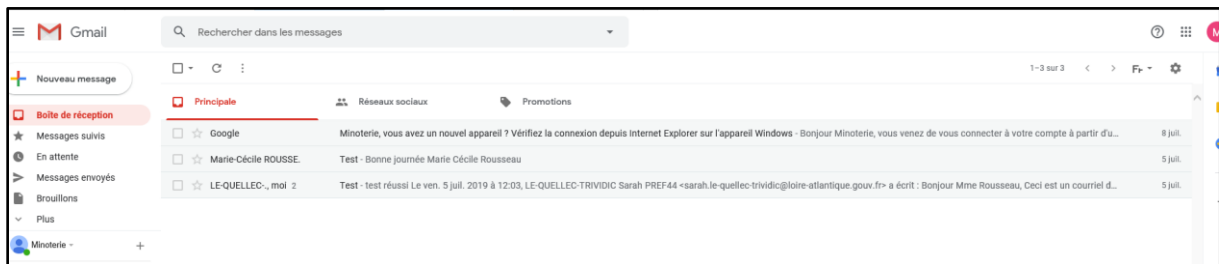 Gmail
Rechercher dans les messages
M
Nouveau message
1–3 sur 3
Fr
Boîte de réception
Principale
Réseaux sociaux
Promotions
Messages suivis
Google
Minoterie, vous avez un nouvel appareil ? Vérifiez la connexion depuis Internet Explorer sur l'appareil Windows - Bonjour Minoterie, vous venez de vous connecter à votre compte à partir d'u...
8 juil.
En attente
Marie-Cécile ROUSSE.
Test - Bonne journée Marie Cécile Rousseau
5 juil.
Messages envoyés
LE-QUELLEC-., moi 2
Test - test réussi Le ven. 5 juil. 2019 à 12:03, LE-QUELLEC-TRIVIDIC Sarah PREF44 <sarah.le-quellec-trividic@loire-atlantique.gouv.fr> a écrit : Bonjour Mme Rousseau, Ceci est un courriel d...
5 juil.
Brouillons
Plus
Minoterie